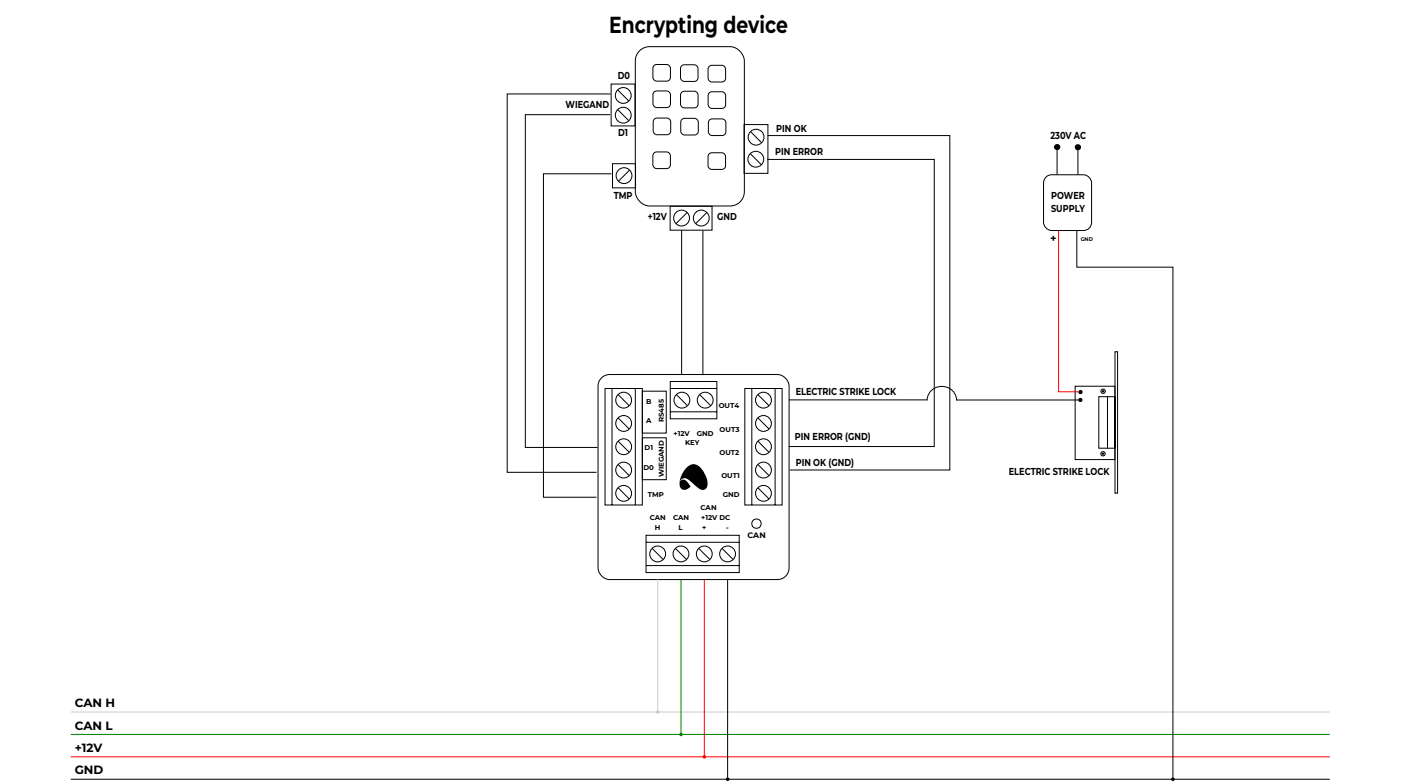 Encrypting device
D0
WIEGAND
D1
TMP
PIN OK
PIN ERROR
+12V GND
230V AC
POWER
SUPPLY
+ GND
ELECTRIC STRIKE LOCK
PIN ERROR (GND)
PIN OK (GND)
ELECTRIC STRIKE LOCK
B
A
RS485
D1
D0
WIEGAND
TMP
+12V GND
KEY
OUT4
OUT3
OUT2
OUT1
GND
CAN
CAN CAN +12V DC
H L + -
CAN
CAN H
CAN L
+12V
GND